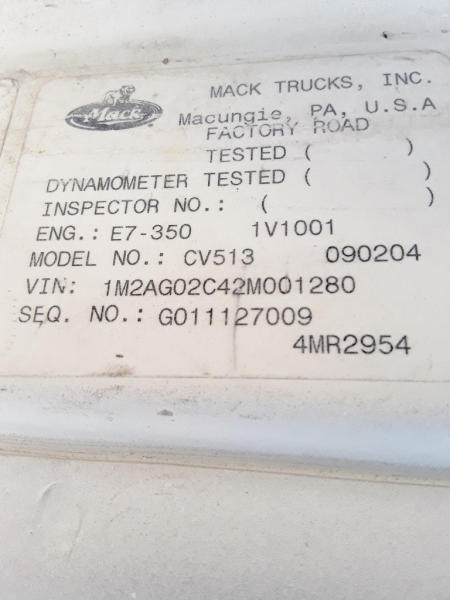 Mack
MACK TRUCKS, INC.
Macungie, PA, U.S.A
FACTORY ROAD
TESTED ( )
DYNAMOMETER TESTED ( )
INSPECTOR NO.: ( )
ENG.: E7-350 1V1001
MODEL NO.: CV513 090204
VIN: 1M2AG02C42M001280
SEQ. NO.: G011127009
4MR2954